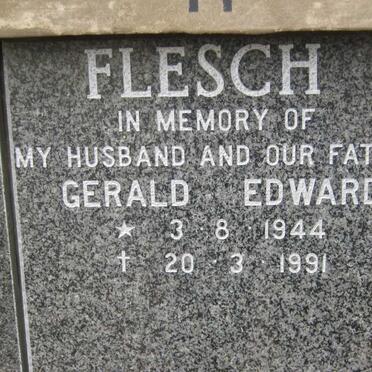 FLESCH
IN MEMORY OF
MY HUSBAND AND OUR FAT
GERALD EDWARD
★ 3·8·1944
† 20·3·1991